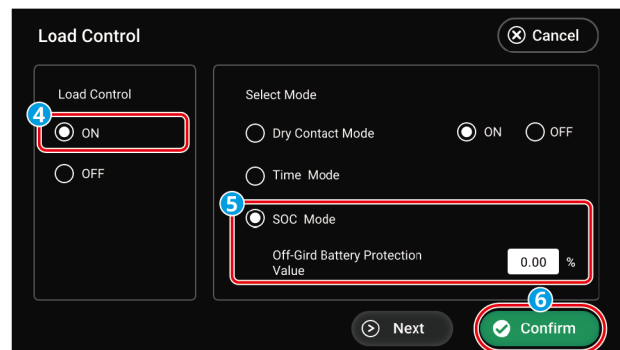 Load Control
Cancel
Load Control
4
ON
OFF
Select Mode
Dry Contact Mode
ON
OFF
Time Mode
5
SOC Mode
Off-Gird Battery Protection
Value
0.00 %
6
Next
Confirm